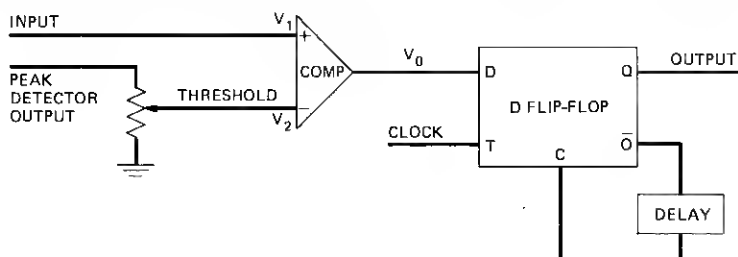 INPUT
V1
+
PEAK
DETECTOR
OUTPUT
THRESHOLD
−
V2
COMP
V0
D
Q
OUTPUT
D FLIP-FLOP
CLOCK
T
C
O̅
DELAY